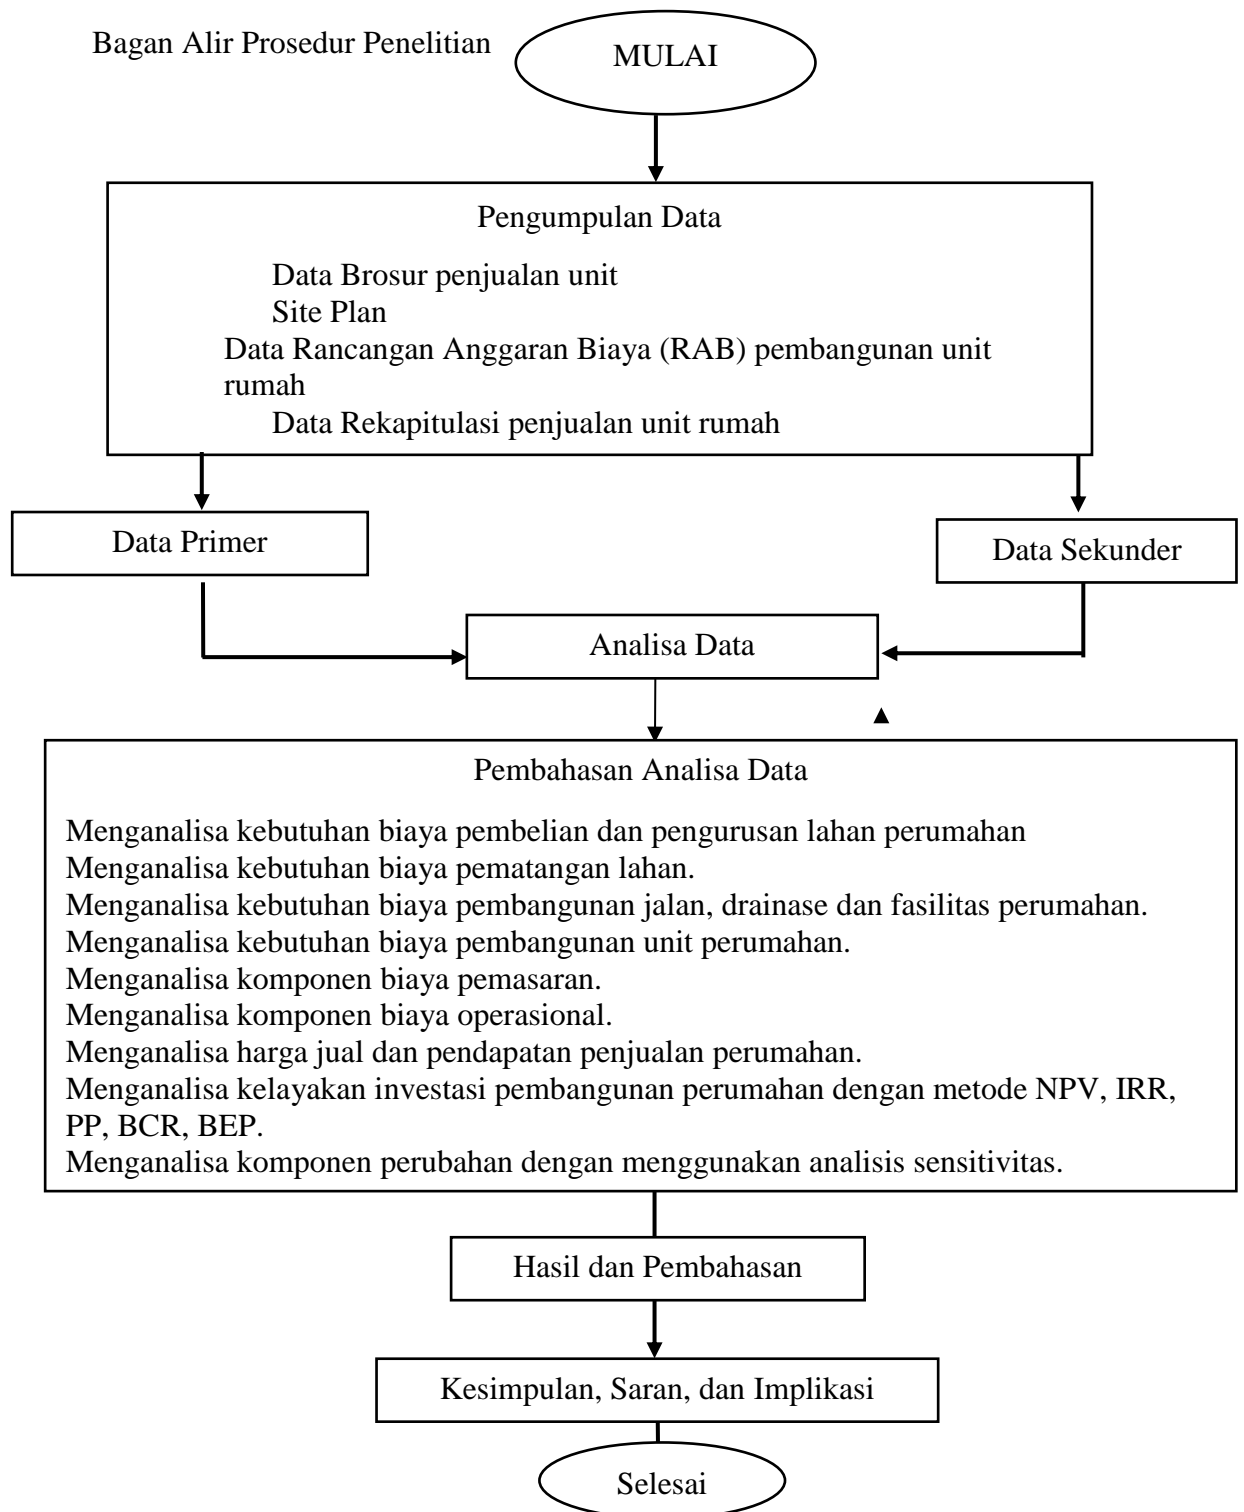 Bagan Alir Prosedur Penelitian
MULAI
Pengumpulan Data
Data Brosur penjualan unit
Site Plan
Data Rancangan Anggaran Biaya (RAB) pembangunan unit
rumah
Data Rekapitulasi penjualan unit rumah
Data Primer
Data Sekunder
Analisa Data
Pembahasan Analisa Data
Menganalisa kebutuhan biaya pembelian dan pengurusan lahan perumahan
Menganalisa kebutuhan biaya pematangan lahan.
Menganalisa kebutuhan biaya pembangunan jalan, drainase dan fasilitas perumahan.
Menganalisa kebutuhan biaya pembangunan unit perumahan.
Menganalisa komponen biaya pemasaran.
Menganalisa komponen biaya operasional.
Menganalisa harga jual dan pendapatan penjualan perumahan.
Menganalisa kelayakan investasi pembangunan perumahan dengan metode NPV, IRR,
PP, BCR, BEP.
Menganalisa komponen perubahan dengan menggunakan analisis sensitivitas.
Hasil dan Pembahasan
Kesimpulan, Saran, dan Implikasi
Selesai